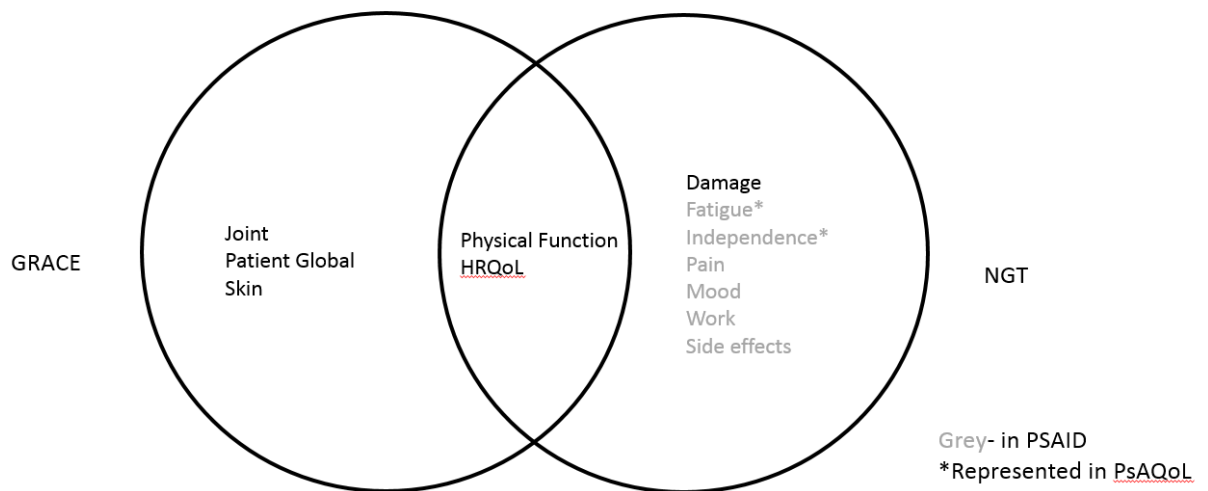 GRACE
Joint
Patient Global
Skin
Physical Function
HRQoL
Damage
Fatigue*
Independence*
Pain
Mood
Work
Side effects
NGT
Grey- in PSAID
*Represented in PsAQoL